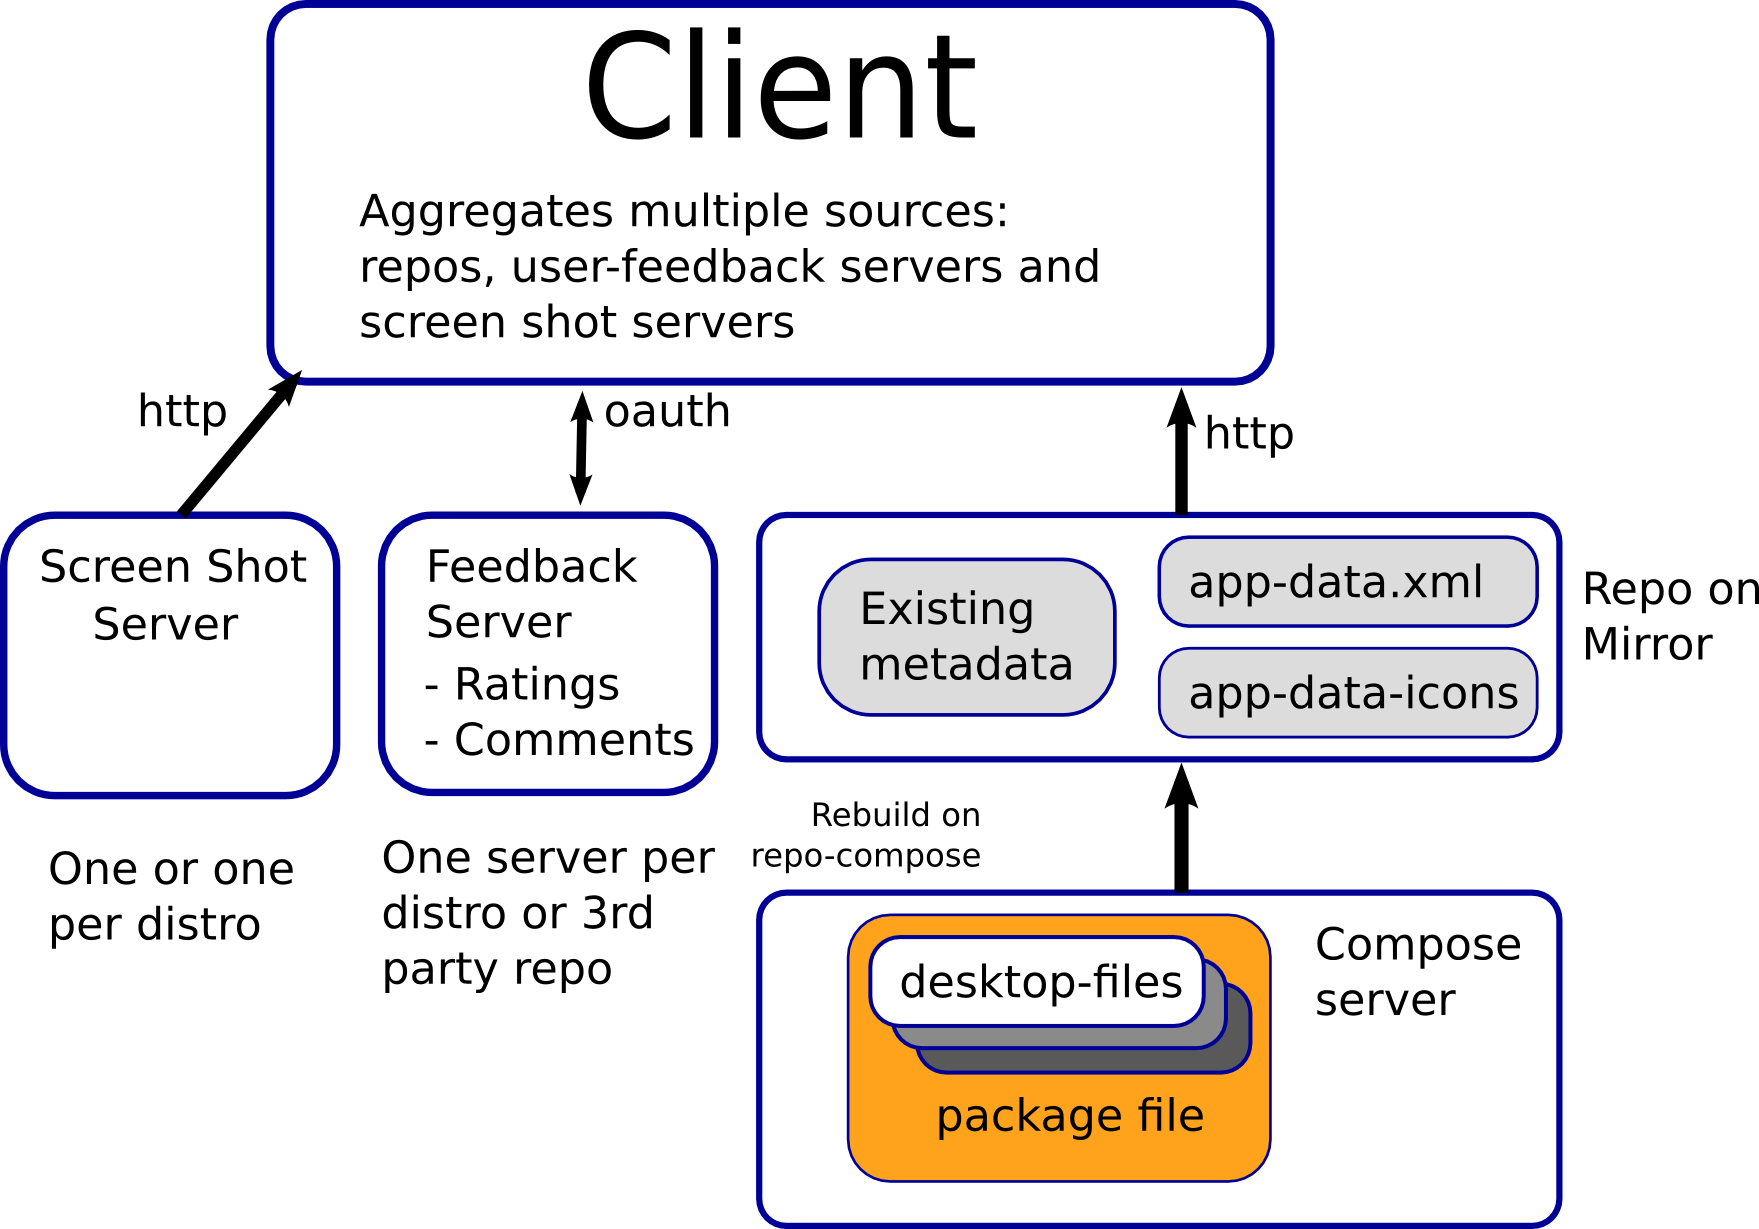 Client
Aggregates multiple sources:
repos, user-feedback servers and
screen shot servers
http
oauth
http
Screen Shot
Server
Feedback
Server
- Ratings
- Comments
Existing
metadata
app-data.xml
app-data-icons
Repo on
Mirror
One or one
per distro
One server per
distro or 3rd
party repo
Rebuild on
repo-compose
desktop-files
package file
Compose
server